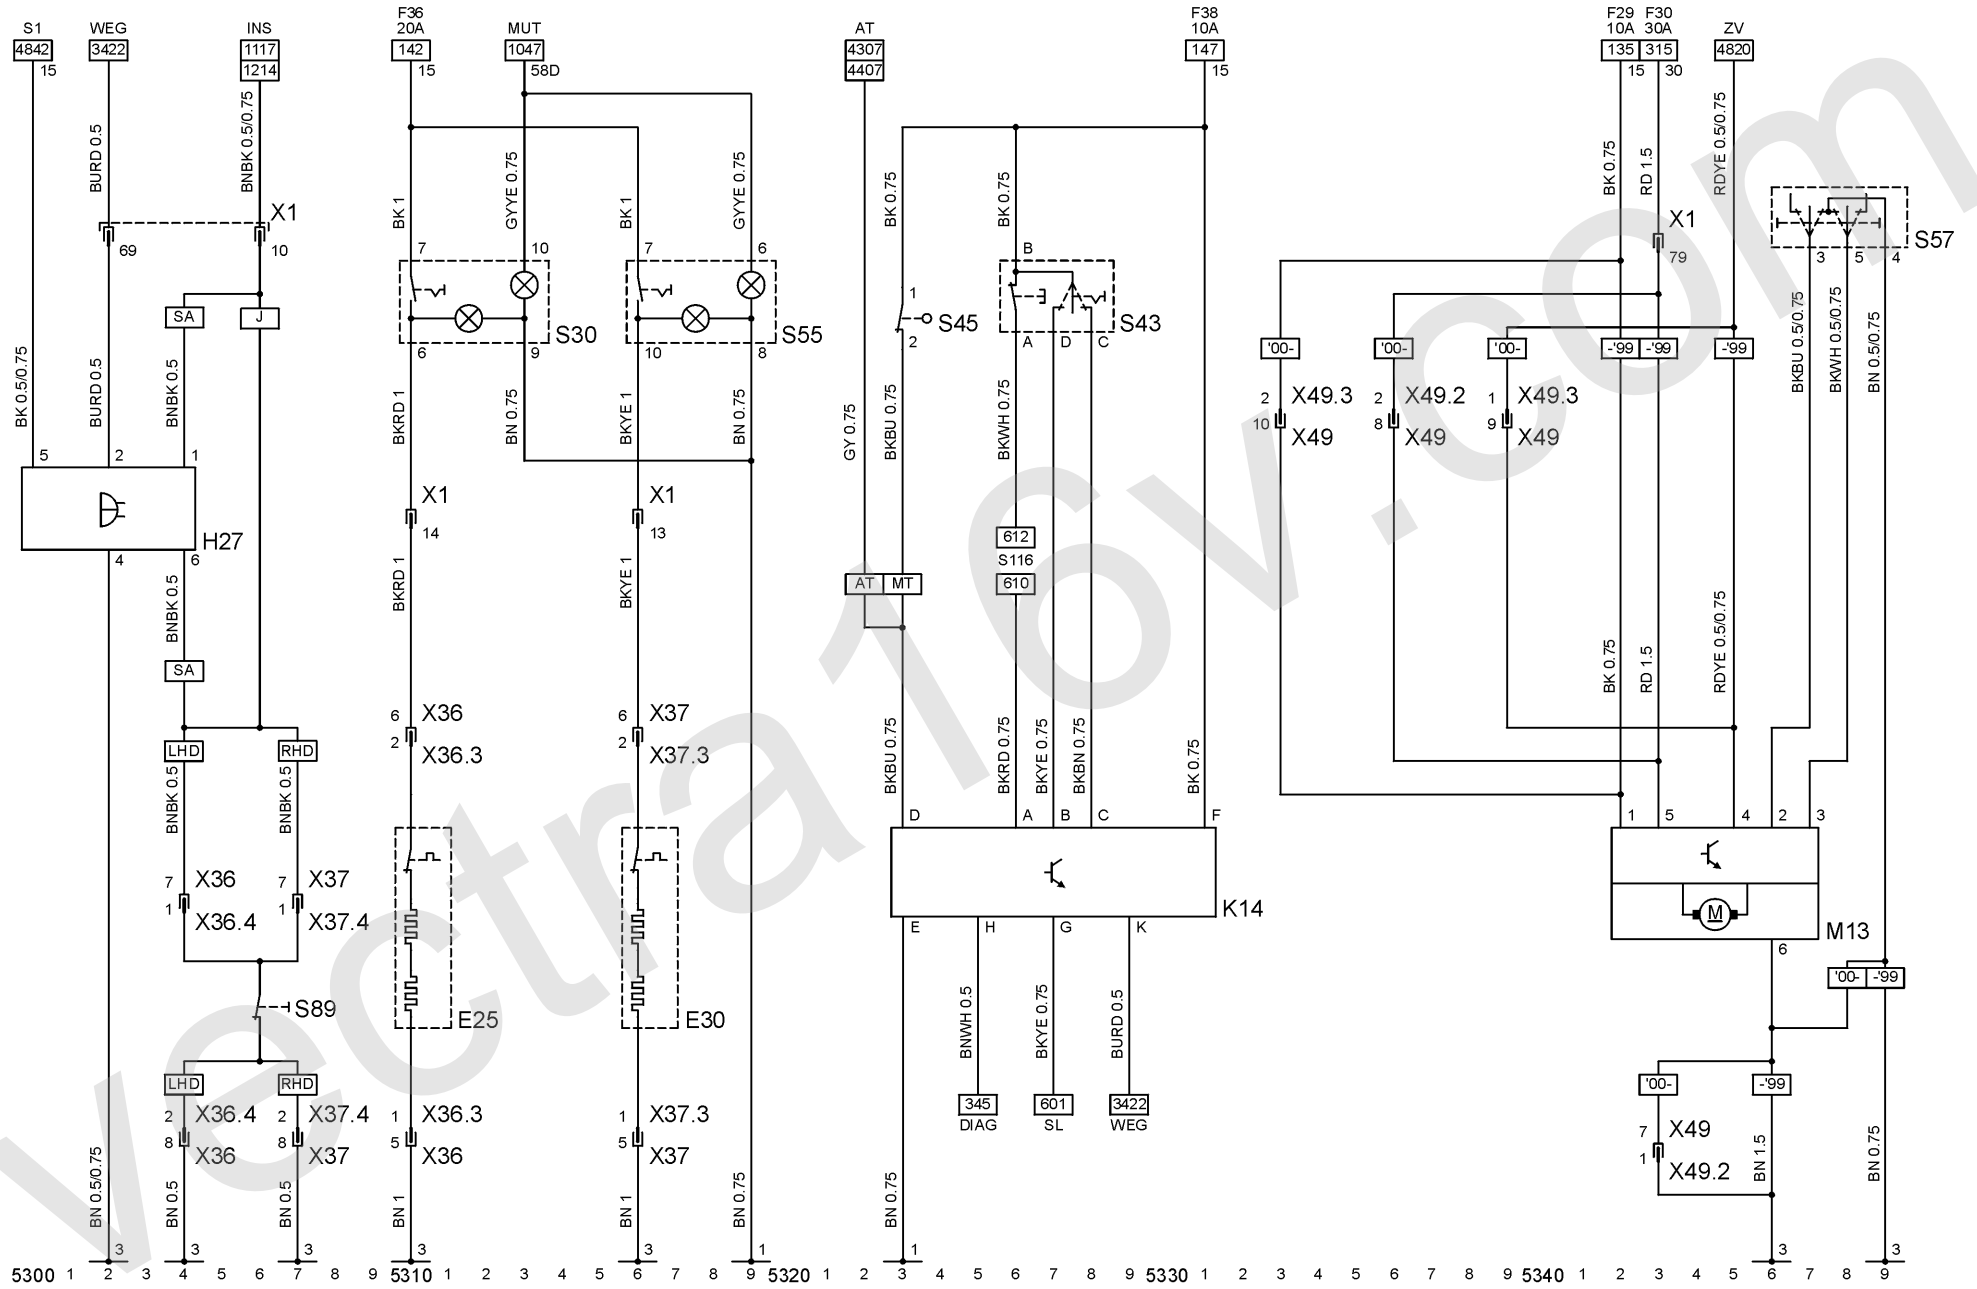 F36
F38
F29 F30
S1 WEG INS 20A MUT AT 10A 10A 30A ZV
4842 3422 1117 142 1047 4307 147 135 315 4820
15 1214 15 58D 4407 15 15 30
BK 0.5/0.75
BURD 0.5
BNBK 0.5/0.75
BK 1
GYYE 0.75
BK 1
GYYE 0.75
BK 0.75
BK 0.75
BK 0.75
RD 1.5
RDYE 0.5/0.75
X1
69 10
X1
79
S57
3 5 4
7 10 7 6 B
SA J
S30
S55
1
S45
2
S43
6 9 10 8 A D C
'00- '00- '00- -'99 -'99 -'99
BURD 0.5
BNBK 0.5
BKRD 1
BN 0.75
BKYE 1
BN 0.75
GY 0.75
BKBU 0.75
BKWH 0.75
BKBU 0.5/0.75
BKWH 0.5/0.75
BN 0.5/0.75
2 X49.3 2 X49.2 1 X49.3
10 X49 8 X49 9 X49
5 2 1
H27
4 6
X1
14
X1
13
612
S116
610
AT MT
BNBK 0.5
BKRD 1
BKYE 1
SA
BK 0.75
RD 1.5
RDYE 0.5/0.75
6 X36
2 X36.3
6 X37
2 X37.3
LHD RHD
BNBK 0.5
BNBK 0.5
BKBU 0.75
BKRD 0.75
BKYE 0.75
BKBN 0.75
BK 0.75
D A B C F
1 5 4 2 3
7 X36
1 X36.4
7 X37
1 X37.4
K14
E H G K
M
M13
6
S89
E25
E30
'00- -'99
BNWH 0.5
BKYE 0.75
BURD 0.5
LHD RHD
'00- -'99
2 X36.4
8 X36
2 X37.4
8 X37
1 X36.3
5 X36
1 X37.3
5 X37
345 601 3422
DIAG SL WEG
7 X49
1 X49.2
BN 0.5/0.75
BN 0.5
BN 0.5
BN 1
BN 1
BN 0.75
BN 0.75
BN 1.5
BN 0.75
3 3 3 3 3 1 1 3 3
5300 1 2 3 4 5 6 7 8 9 5310 1 2 3 4 5 6 7 8 9 5320 1 2 3 4 5 6 7 8 9 5330 1 2 3 4 5 6 7 8 9 5340 1 2 3 4 5 6 7 8 9
vectra16v.com